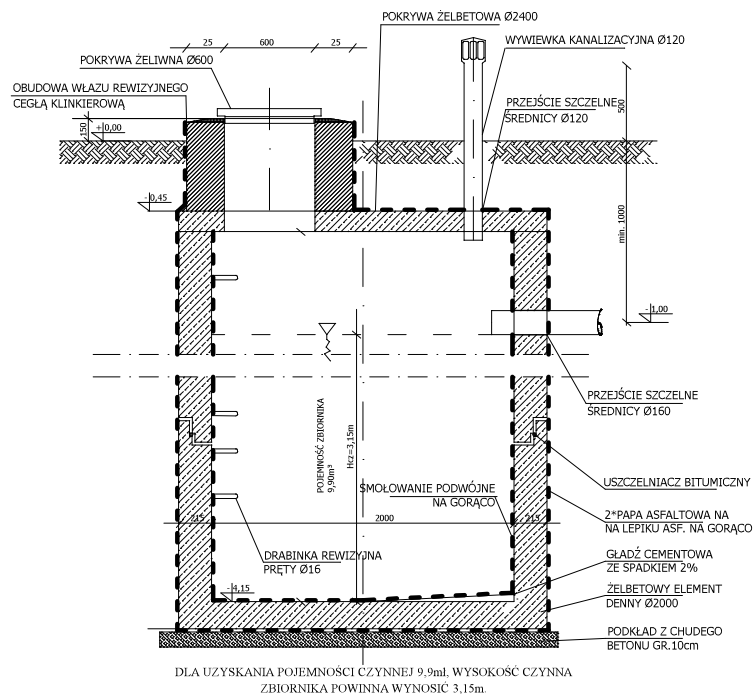 POKRYWA ŻELBETOWA Ø2400
25
600
25
WYWIEWKA KANALIZACYJNA Ø120
POKRYWA ŻELIWNA Ø600
OBUDOWA WŁAZU REWIZYJNEGO
CEGŁĄ KLINKIEROWĄ
PRZEJŚCIE SZCZELNE
ŚREDNICY Ø120
500
150
+0,00
-0,45
min. 1000
-1,00
PRZEJŚCIE SZCZELNE
ŚREDNICY Ø160
POJEMNOŚĆ ZBIORNIKA
9,90m³
Hcz=3,15m
USZCZELNIACZ BITUMICZNY
SMOŁOWANIE PODWÓJNE
NA GORĄCO
2*PAPA ASFALTOWA NA
NA LEPIKU ASF. NA GORĄCO
215
2000
215
DRABINKA REWIZYJNA
PRĘTY Ø16
GŁADŹ CEMENTOWA
ZE SPADKIEM 2%
-4,15
ŻELBETOWY ELEMENT
DENNY Ø2000
PODKŁAD Z CHUDEGO
BETONU GR.10cm
DLA UZYSKANIA POJEMNOŚCI CZYNNEJ 9,9mł, WYSOKOŚĆ CZYNNA
ZBIORNIKA POWINNA WYNOSIĆ 3,15m.